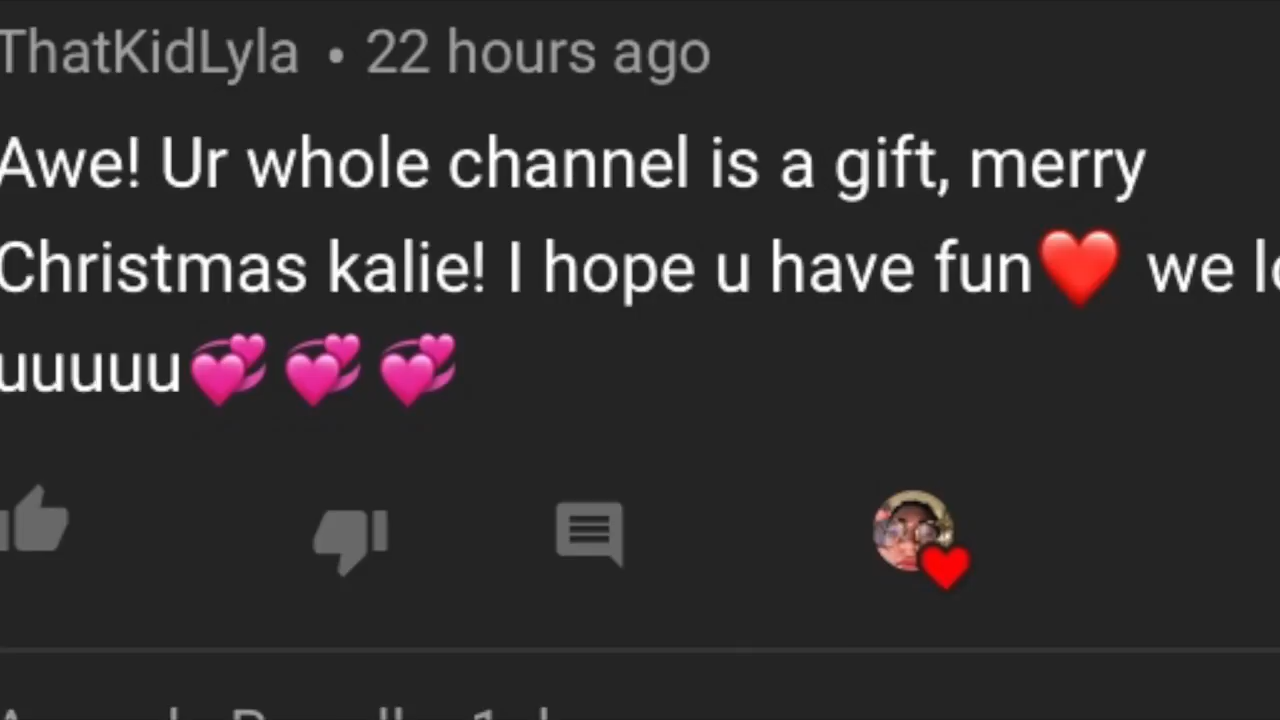 ThatKidLyla • 22 hours ago
Awe! Ur whole channel is a gift, merry
Christmas kalie! I hope u have fun❤️ we
uuuuu💞💞💞